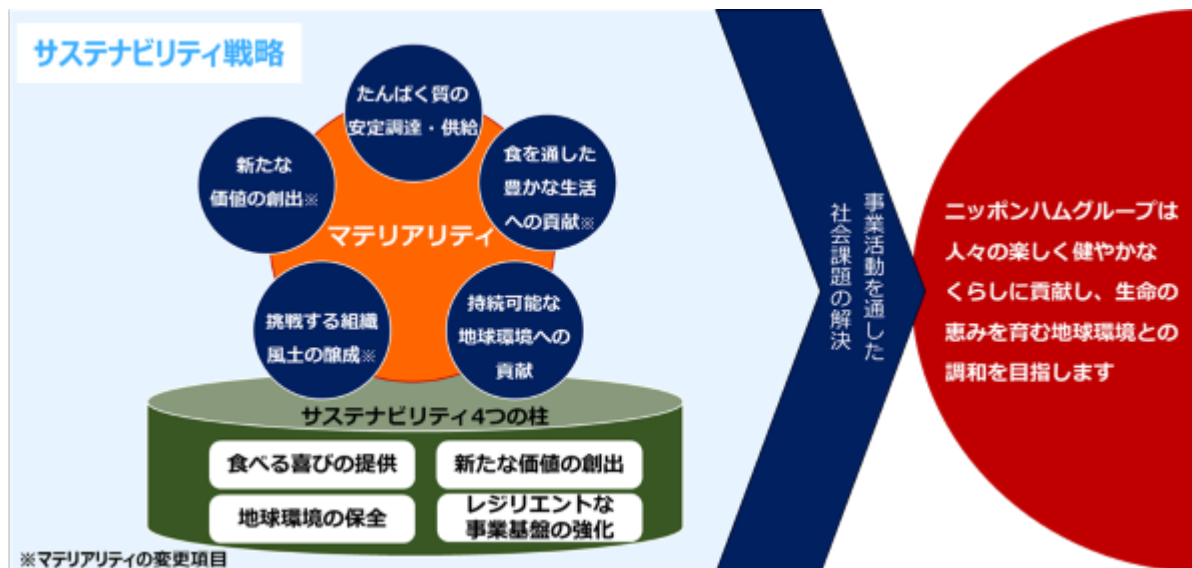 サステナビリティ戦略
たんぱく質の
安定調達・供給
新たな
価値の創出※
食を通した
豊かな生活
への貢献※
マテリアリティ
挑戦する組織
風土の醸成※
持続可能な
地球環境への
貢献
サステナビリティ4つの柱
食べる喜びの提供
新たな価値の創出
地球環境の保全
レジリエントな
事業基盤の強化
※マテリアリティの変更項目
事業活動を通した
社会課題の解決
ニッポンハムグループは
人々の楽しく健やかな
くらしに貢献し、生命の
恵みを育む地球環境との
調和を目指します